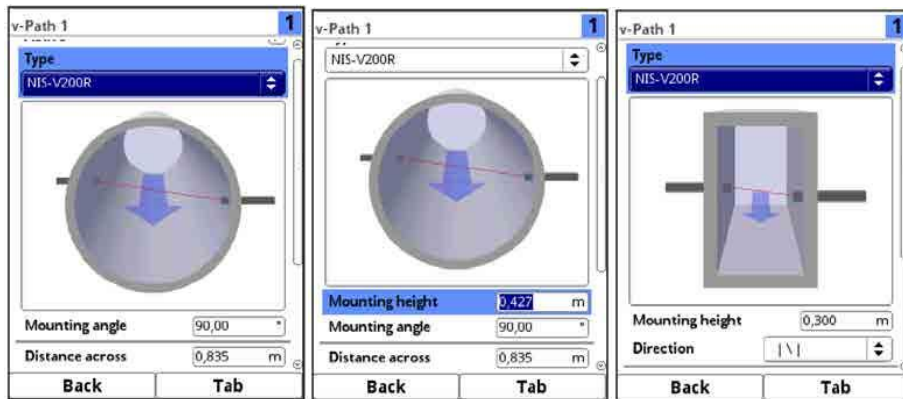 v-Path 1
1
Type
NIS-V200R
Mounting angle
90,00 °
Distance across
0,835 m
Back
Tab
v-Path 1
1
NIS-V200R
Mounting height
0,427 m
Mounting angle
90,00 °
Distance across
0,835 m
Back
Tab
v-Path 1
1
Type
NIS-V200R
Mounting height
0,300 m
Direction
|\|
Back
Tab